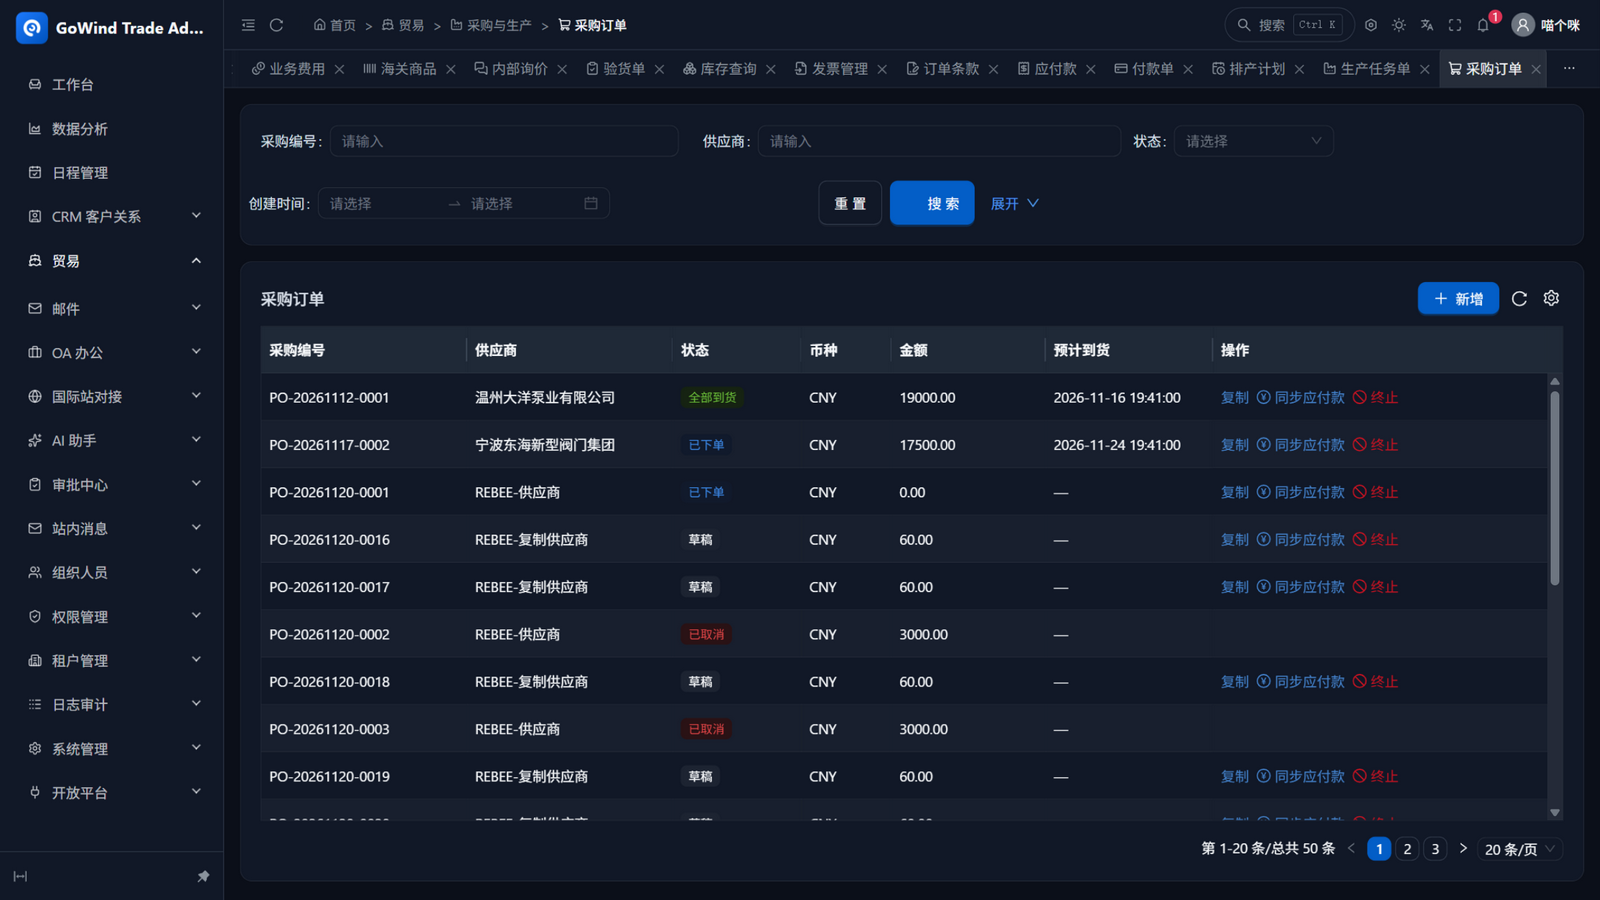 GoWind Trade Ad...
首页 > 贸易 > 采购与生产 > 采购订单
搜索 Ctrl K
1
喵个咪
业务费用
海关商品
内部询价
验货单
库存查询
发票管理
订单条款
应付款
付款单
排产计划
生产任务单
采购订单
工作台
数据分析
日程管理
CRM 客户关系
贸易
邮件
OA 办公
国际站对接
AI 助手
审批中心
站内消息
组织人员
权限管理
租户管理
日志审计
系统管理
开放平台
采购编号: 请输入
供应商: 请输入
状态: 请选择
创建时间: 请选择 → 请选择
重置
搜索
展开
采购订单
新增
采购编号 供应商 状态 币种 金额 预计到货 操作
PO-20261112-0001 温州大洋泵业有限公司 全部到货 CNY 19000.00 2026-11-16 19:41:00 复制 同步应付款 终止
PO-20261117-0002 宁波东海新型阀门集团 已下单 CNY 17500.00 2026-11-24 19:41:00 复制 同步应付款 终止
PO-20261120-0001 REBEE-供应商 已下单 CNY 0.00 — 复制 同步应付款 终止
PO-20261120-0016 REBEE-复制供应商 草稿 CNY 60.00 — 复制 同步应付款 终止
PO-20261120-0017 REBEE-复制供应商 草稿 CNY 60.00 — 复制 同步应付款 终止
PO-20261120-0002 REBEE-供应商 已取消 CNY 3000.00 —
PO-20261120-0018 REBEE-复制供应商 草稿 CNY 60.00 — 复制 同步应付款 终止
PO-20261120-0003 REBEE-供应商 已取消 CNY 3000.00 —
PO-20261120-0019 REBEE-复制供应商 草稿 CNY 60.00 — 复制 同步应付款 终止
第 1-20 条/总共 50 条 < 1 2 3 > 20 条/页